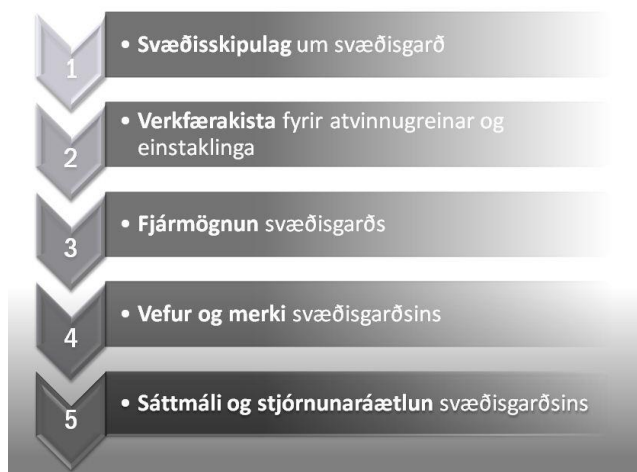 1
• Svæðisskipulag um svæðisgarð
2
• Verkfærakista fyrir atvinnugreinar og
einstaklinga
3
• Fjármögnun svæðisgarðs
4
• Vefur og merki svæðisgarðsins
5
• Sáttmáli og stjórnunaráætlun svæðisgarðsins